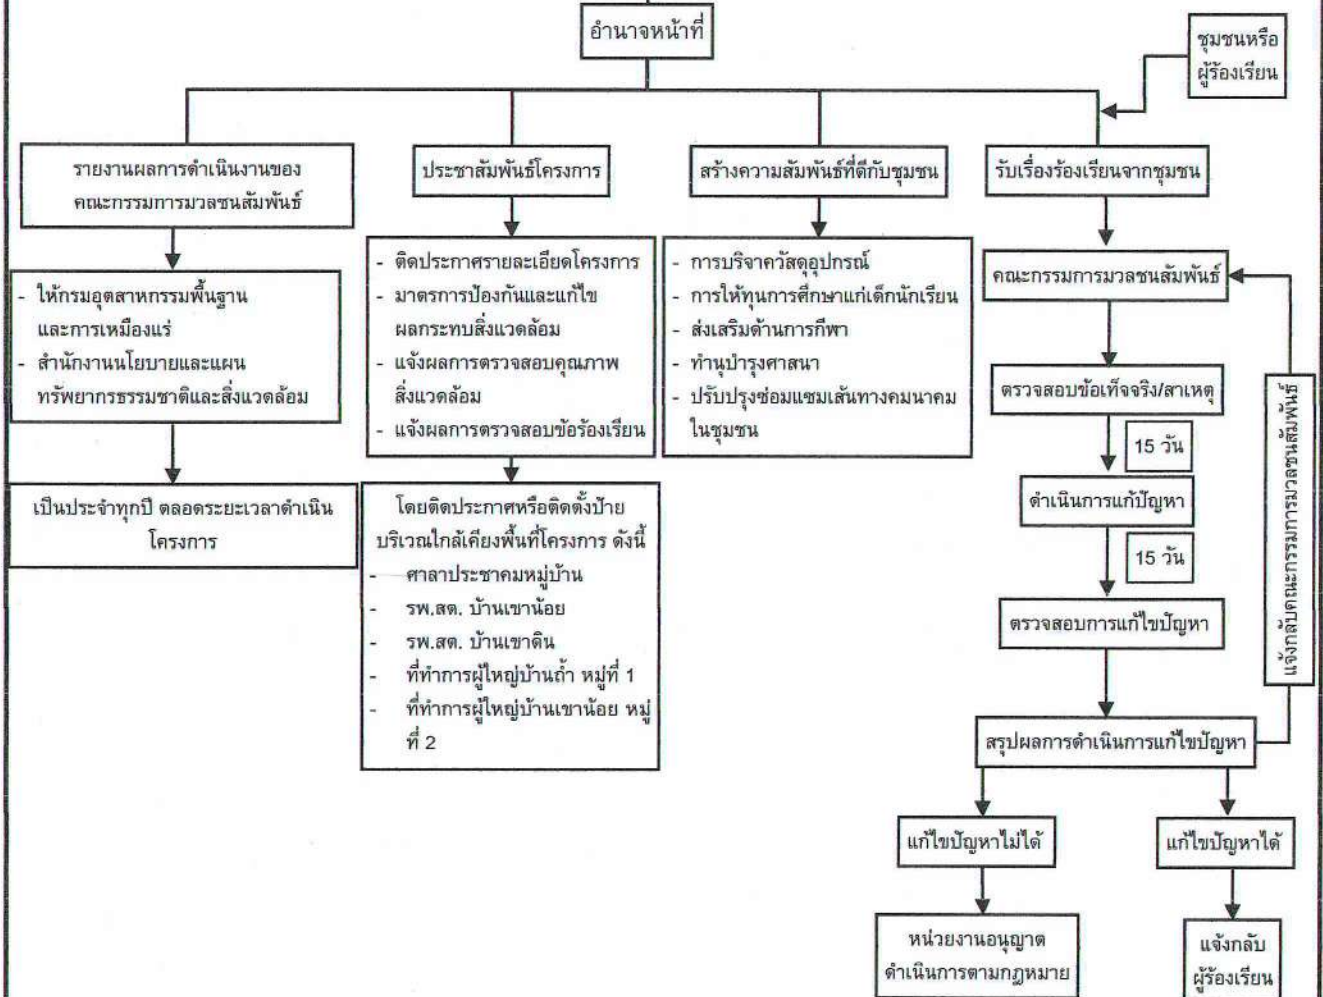 อำนาจหน้าที่
ชุมชนหรือ
ผู้ร้องเรียน
รายงานผลการดำเนินงานของ
คณะกรรมการมวลชนสัมพันธ์
- ให้กรมอุตสาหกรรมพื้นฐาน
และการเหมืองแร่
- สำนักงานนโยบายและแผน
ทรัพยากรธรรมชาติและสิ่งแวดล้อม
เป็นประจำทุกปี ตลอดระยะเวลาดำเนิน
โครงการ
ประชาสัมพันธ์โครงการ
- ติดประกาศรายละเอียดโครงการ
- มาตรการป้องกันและแก้ไข
ผลกระทบสิ่งแวดล้อม
- แจ้งผลการตรวจสอบคุณภาพ
สิ่งแวดล้อม
- แจ้งผลการตรวจสอบข้อร้องเรียน
โดยติดประกาศหรือติดตั้งป้าย
บริเวณใกล้เคียงพื้นที่โครงการ ดังนี้
- ศาลาประชาคมหมู่บ้าน
- รพ.สต. บ้านเขาน้อย
- รพ.สต. บ้านเขาดิน
- ที่ทำการผู้ใหญ่บ้านถ้ำ หมู่ที่ 1
- ที่ทำการผู้ใหญ่บ้านเขาน้อย หมู่
ที่ 2
สร้างความสัมพันธ์ที่ดีกับชุมชน
- การบริจาควัสดุอุปกรณ์
- การให้ทุนการศึกษาแก่เด็กนักเรียน
- ส่งเสริมด้านการกีฬา
- ทำนุบำรุงศาสนา
- ปรับปรุงซ่อมแซมเส้นทางคมนาคม
ในชุมชน
รับเรื่องร้องเรียนจากชุมชน
คณะกรรมการมวลชนสัมพันธ์
ตรวจสอบข้อเท็จจริง/สาเหตุ
15 วัน
ดำเนินการแก้ปัญหา
15 วัน
ตรวจสอบการแก้ไขปัญหา
สรุปผลการดำเนินการแก้ไขปัญหา
แจ้งกลับคณะกรรมการมวลชนสัมพันธ์
แก้ไขปัญหาไม่ได้
แก้ไขปัญหาได้
หน่วยงานอนุญาต
ดำเนินการตามกฎหมาย
แจ้งกลับ
ผู้ร้องเรียน